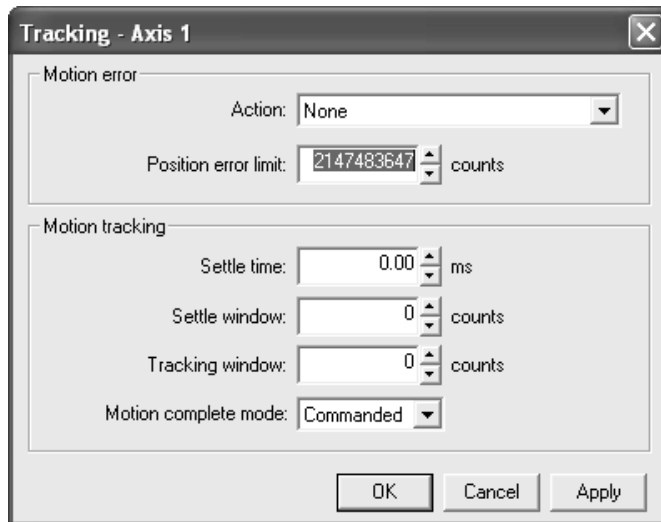 Tracking - Axis 1
Motion error
Action: None
Position error limit: 2147483647 counts
Motion tracking
Settle time: 0.00 ms
Settle window: 0 counts
Tracking window: 0 counts
Motion complete mode: Commanded
OK Cancel Apply